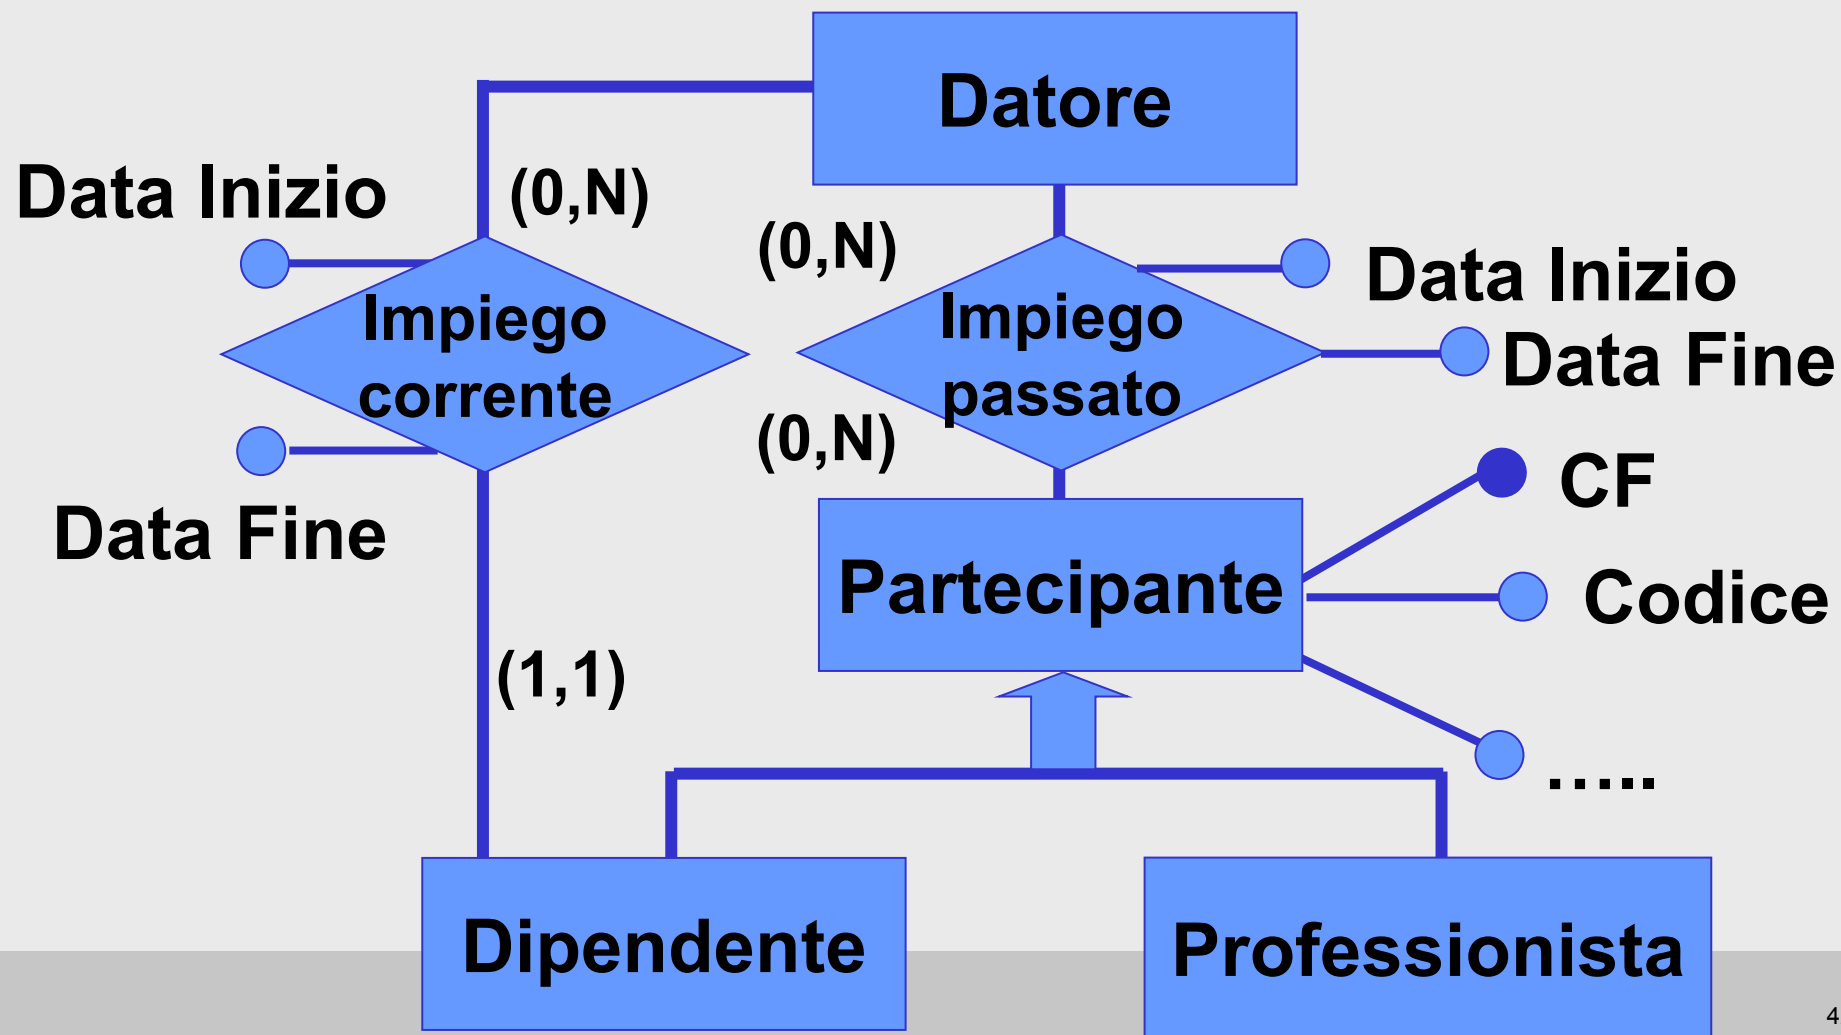 Datore
Data Inizio
(0,N)
(0,N)
Data Inizio
Impiego
corrente
Impiego
passato
Data Fine
(0,N)
CF
Data Fine
Partecipante
Codice
(1,1)
…..
Dipendente
Professionista
4